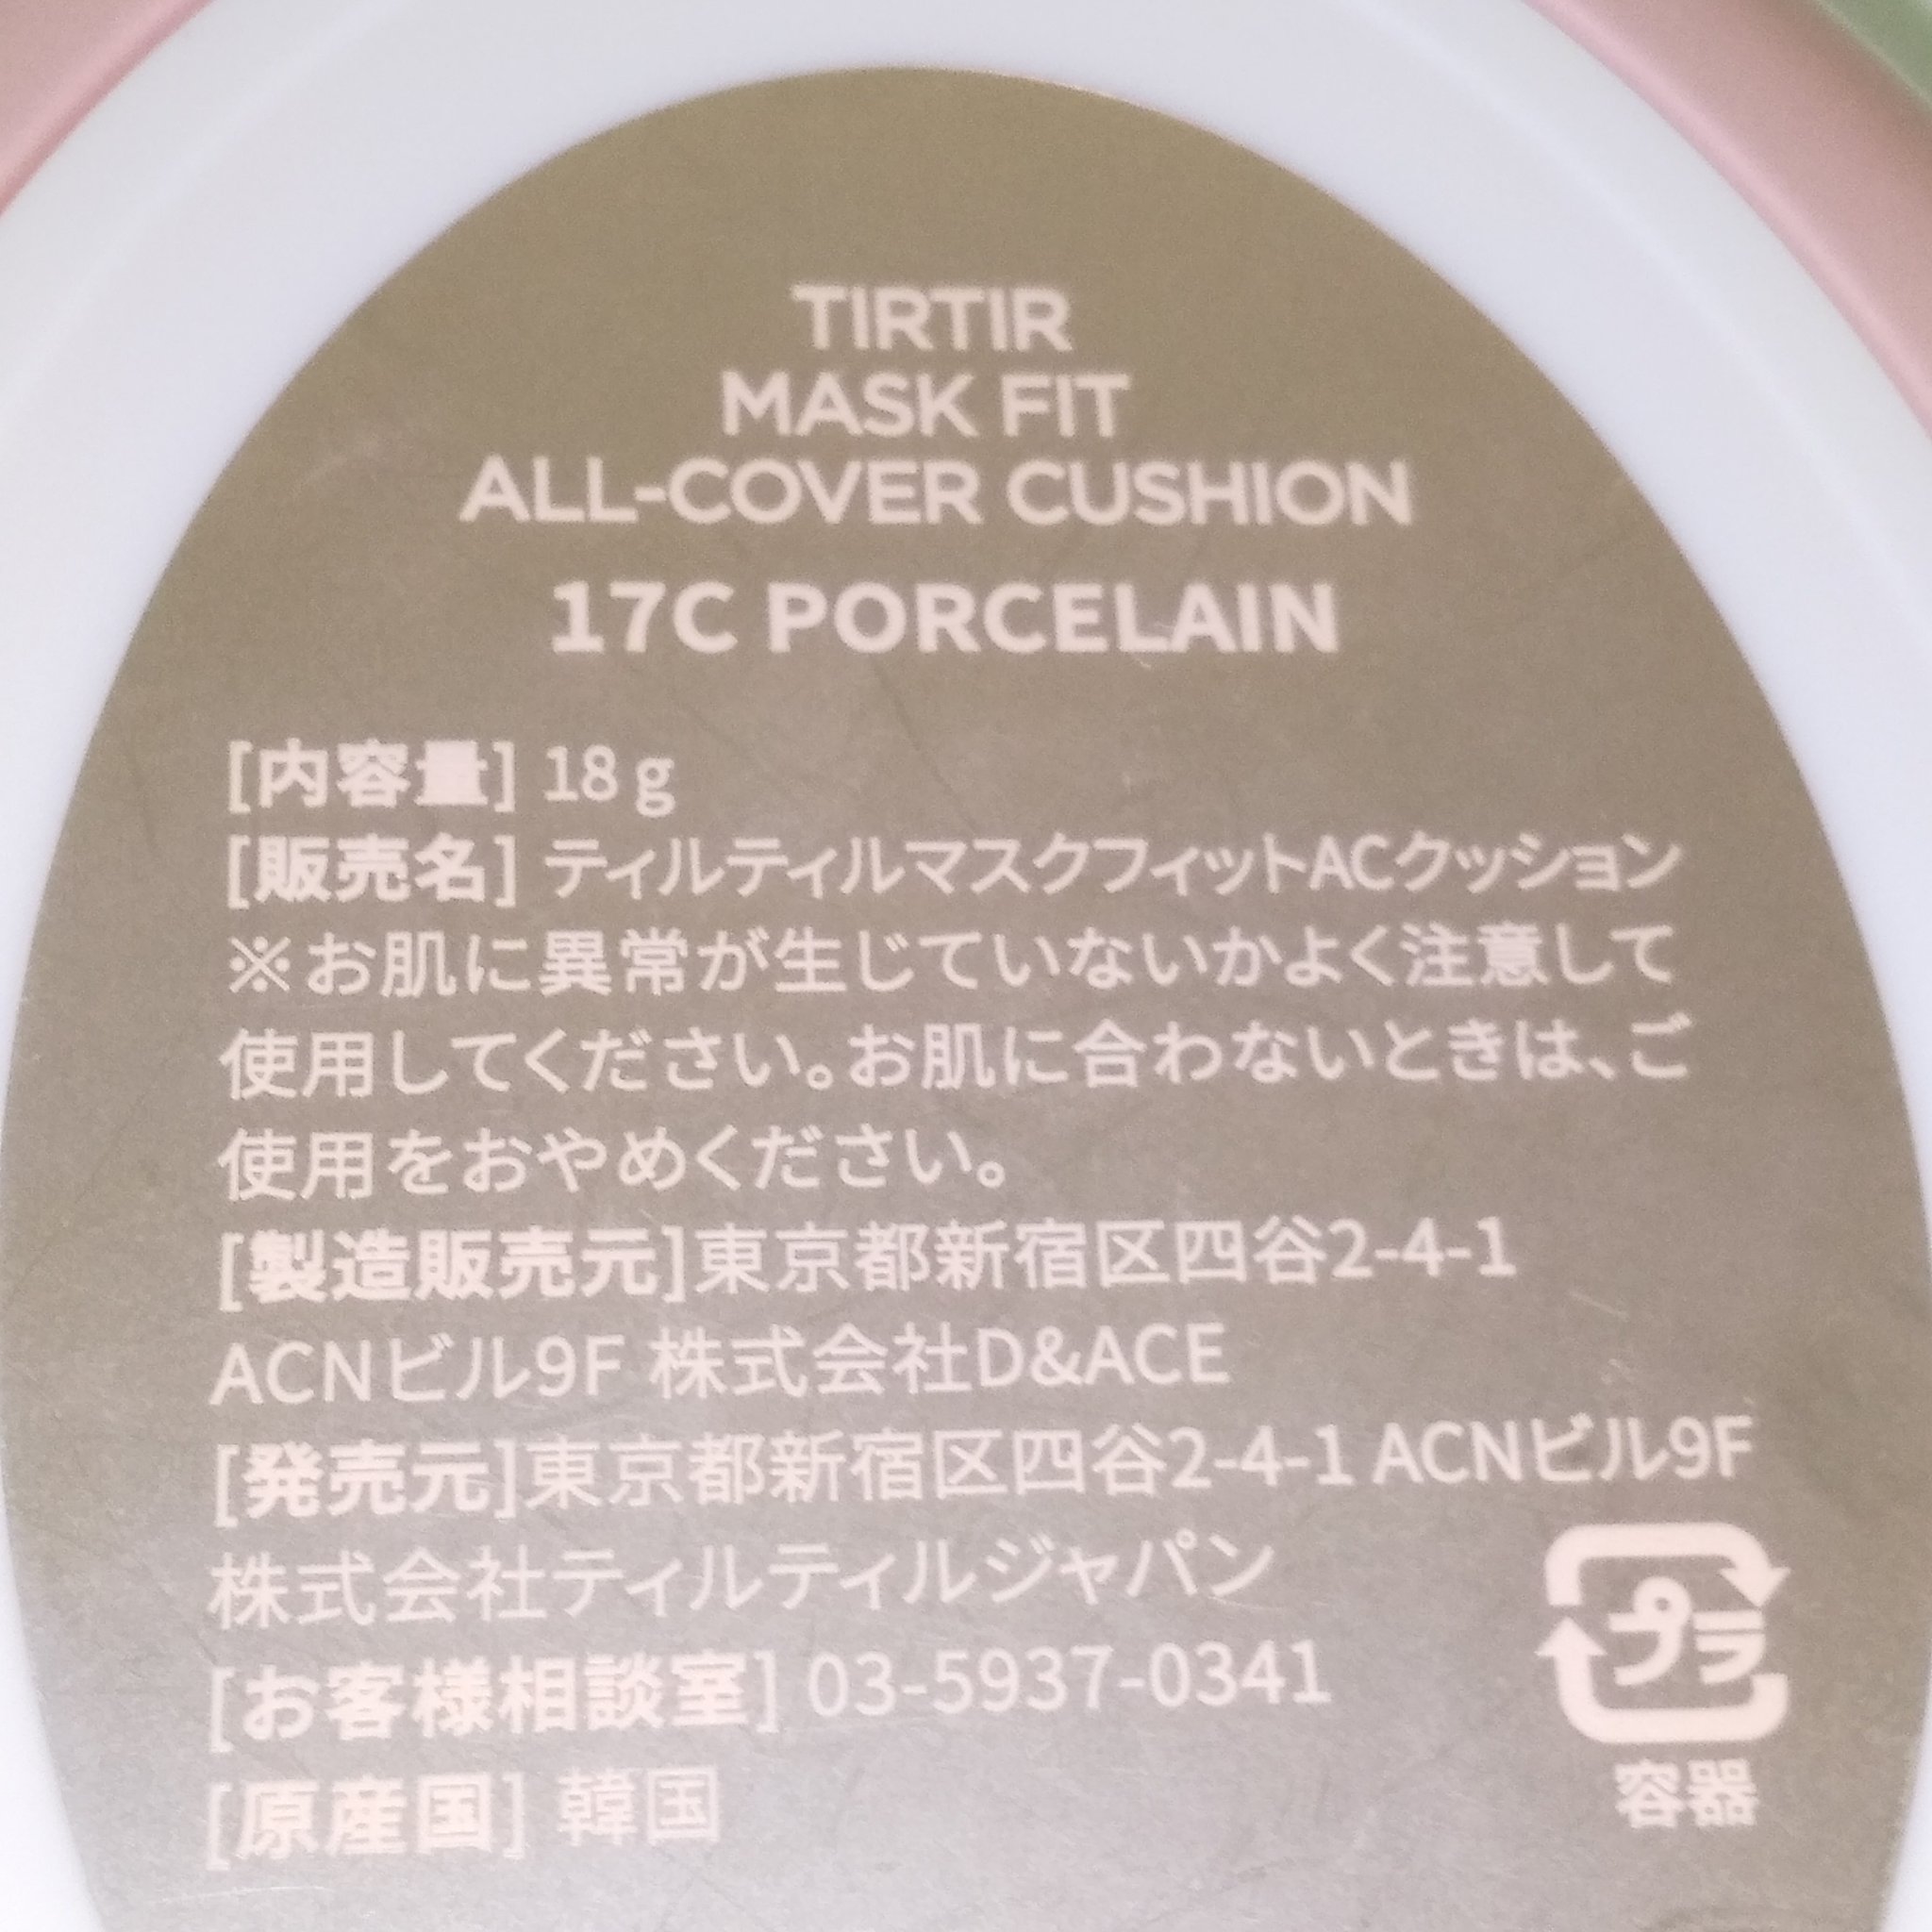 TIRTIR
MASK FIT
ALL-COVER CUSHION
17C PORCELAIN
[内容量] 18g
[販売名] ティルティルマスクフィットACクッション
※お肌に異常が生じていないかよく注意して
使用してください。お肌に合わないときは、ご
使用をおやめください。
[製造販売元]東京都新宿区四谷2-4-1
ACNビル9F 株式会社D&ACE
[発売元]東京都新宿区四谷2-4-1 ACNビル9F
株式会社ティルティルジャパン
[お客様相談室] 03-5937-0341
[原産国] 韓国
プラ
容器